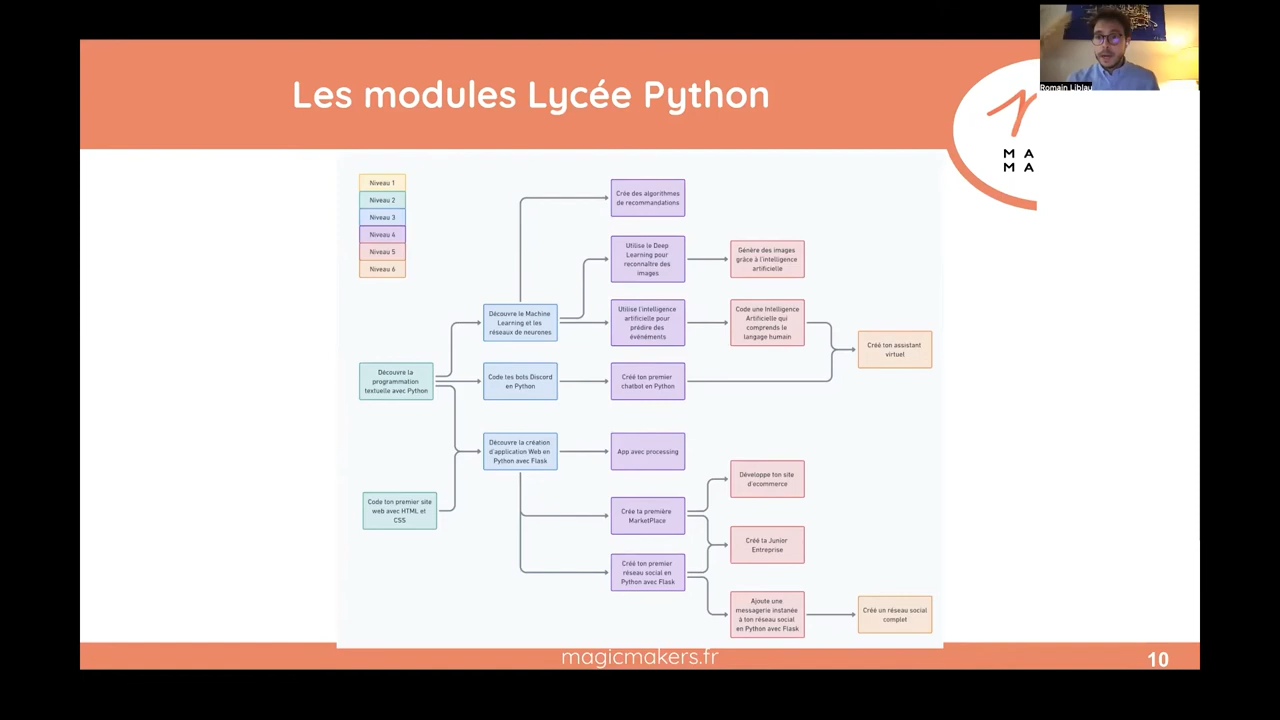 Les modules Lycée Python
Romain Liblau
M A
M A
Niveau 1
Niveau 2
Niveau 3
Niveau 4
Niveau 5
Niveau 6
Crée des algorithmes
de recommandations
Utilise le Deep
Learning pour
reconnaître des
images
Génère des images
grâce à l'intelligence
artificielle
Découvre le Machine
Learning et les
réseaux de neurones
Utilise l'intelligence
artificielle pour
prédire des
événements
Code une Intelligence
Artificielle qui
comprends le
langage humain
Créé ton assistant
virtuel
Découvre la
programmation
textuelle avec Python
Code les bots Discord
en Python
Créé ton premier
chatbot en Python
Découvre la création
d'application Web en
Python avec Flask
App avec processing
Code ton premier site
web avec HTML et
CSS
Développe ton site
d'ecommerce
Crée ta première
MarketPlace
Créé ta Junior
Entreprise
Créé ton premier
réseau social en
Python avec Flask
Ajoute une
messagerie instanée
à ton réseau social
en Python avec Flask
Créé un réseau social
complet
magicmakers.fr
10